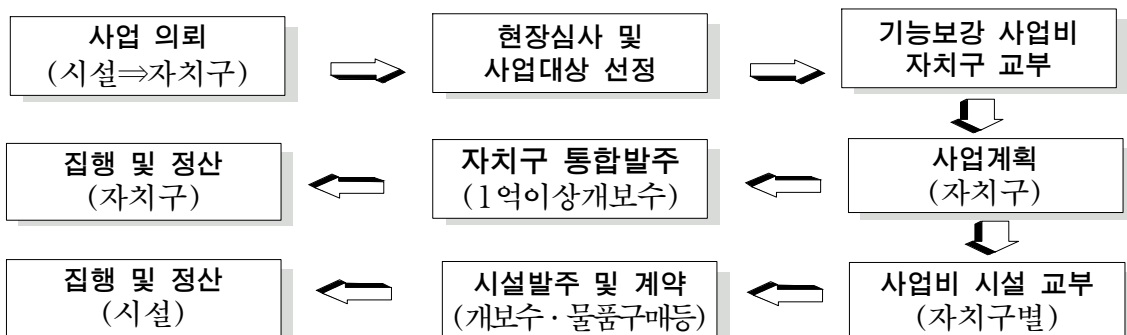 사업 의뢰
(시설⇒자치구)
현장심사 및
사업대상 선정
기능보강 사업비
자치구 교부
집행 및 정산
(자치구)
자치구 통합발주
(1억이상개보수)
사업계획
(자치구)
집행 및 정산
(시설)
시설발주 및 계약
(개보수 · 물품구매등)
사업비 시설 교부
(자치구별)